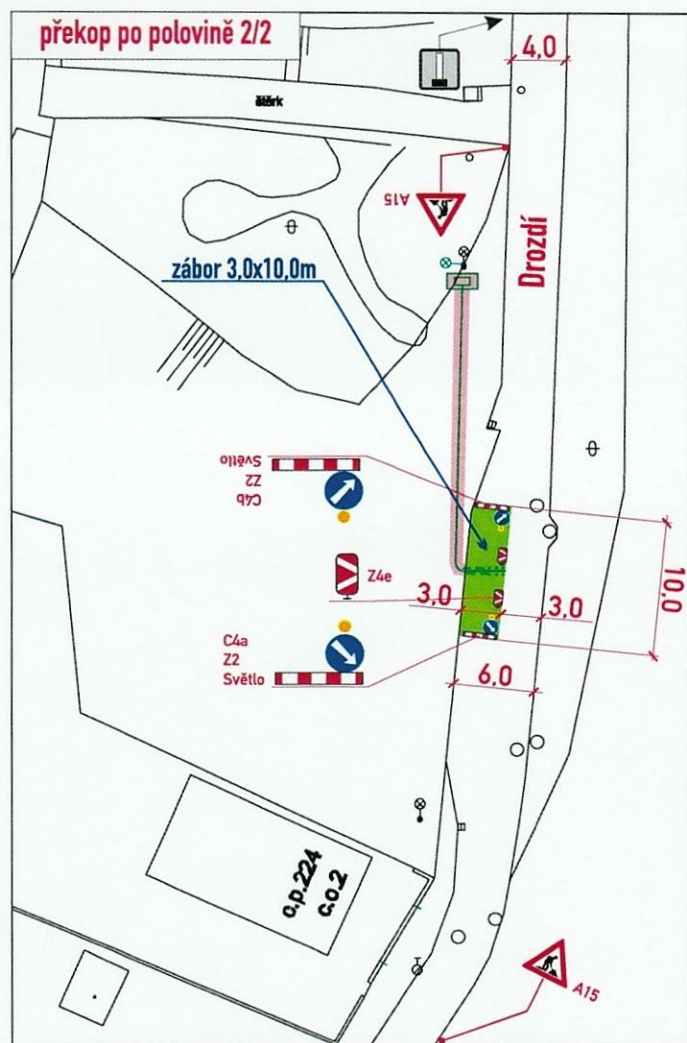 překop po polovině 2/2
4,0
štěrk
A15
Drozdí
zábor 3,0x10,0m
Světlo
Z2
C4b
Z4e
3,0
3,0
10,0
C4a
Z2
Světlo
6,0
c.p.224
c.o.2
A15